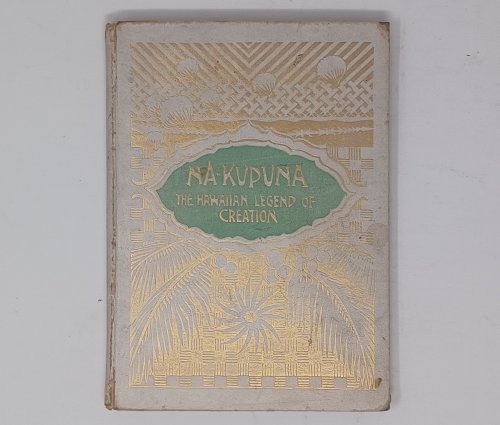 NA-KUPUNA
THE HAWAIIAN LEGEND OF
CREATION